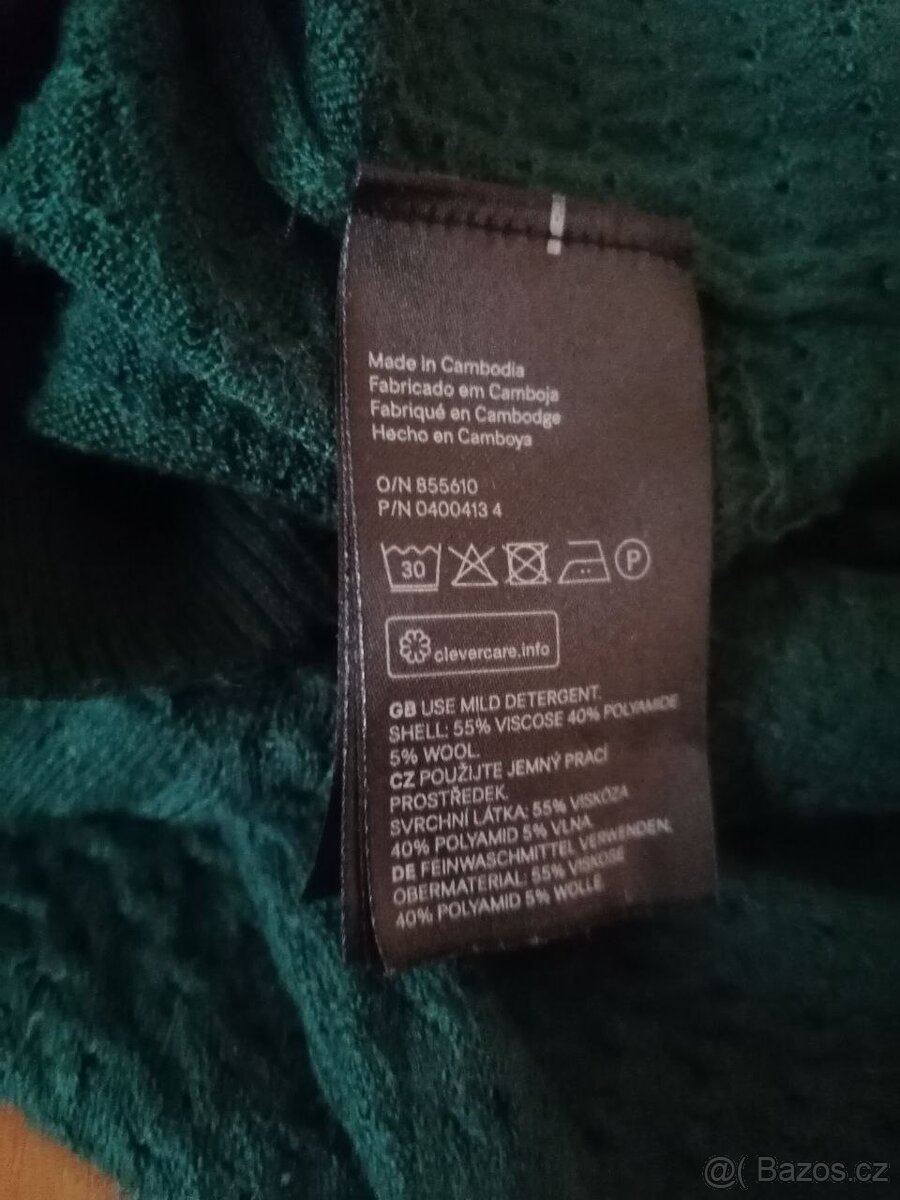 Made in Cambodia
Fabricado em Camboja
Fabriqué en Cambodge
Hecho en Camboya
O/N 855610
P/N 0400413 4
30 P
clevercare.info
GB USE MILD DETERGENT.
SHELL: 55% VISCOSE 40% POLYAMIDE
5% WOOL.
CZ POUŽIJTE JEMNÝ PRACÍ
PROSTŘEDEK.
SVRCHNÍ LÁTKA: 55% VISKÓZA
40% POLYAMID 5% VLNA
DE FEINWASCHMITTEL VERWENDEN.
OBERMATERIAL: 55% VISKOSE
40% POLYAMID 5% WOLLE
@( Bazos.cz